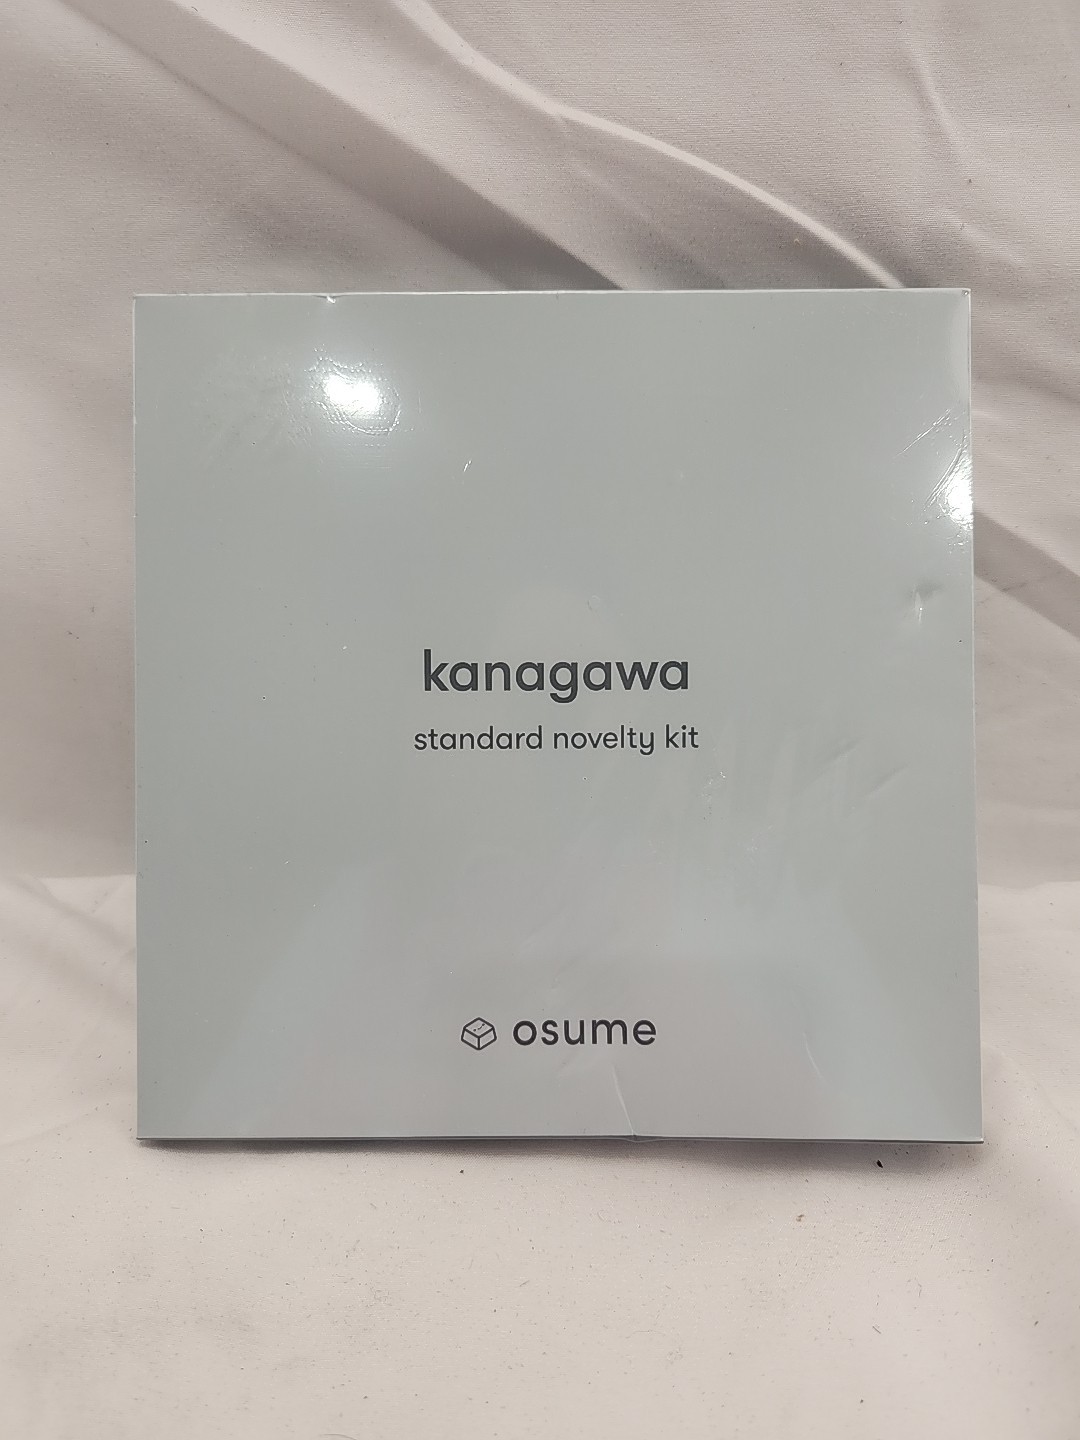 kanagawa
standard novelty kit
osume